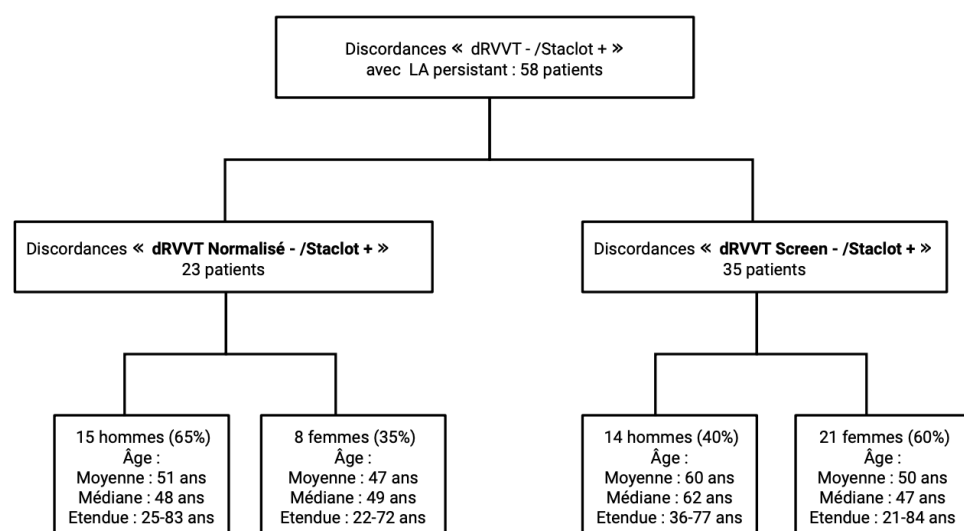 Discordances « dRVVT - /Staclot + »
avec LA persistant : 58 patients
Discordances « dRVVT Normalisé - /Staclot + »
23 patients
Discordances « dRVVT Screen - /Staclot + »
35 patients
15 hommes (65%)
Âge :
Moyenne : 51 ans
Médiane : 48 ans
Etendue : 25-83 ans
8 femmes (35%)
Âge :
Moyenne : 47 ans
Médiane : 49 ans
Etendue : 22-72 ans
14 hommes (40%)
Âge :
Moyenne : 60 ans
Médiane : 62 ans
Etendue : 36-77 ans
21 femmes (60%)
Âge :
Moyenne : 50 ans
Médiane : 47 ans
Etendue : 21-84 ans